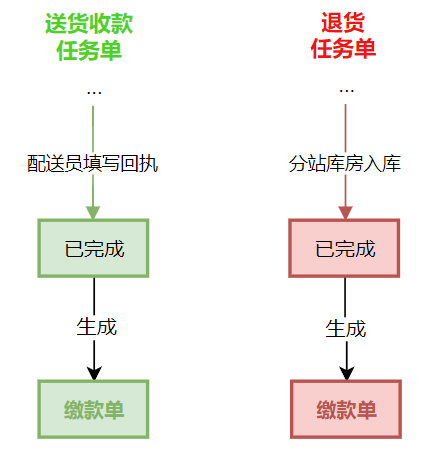 送货收款
任务单
...
配送员填写回执
已完成
生成
缴款单
退货
任务单
...
分站库房入库
已完成
生成
缴款单